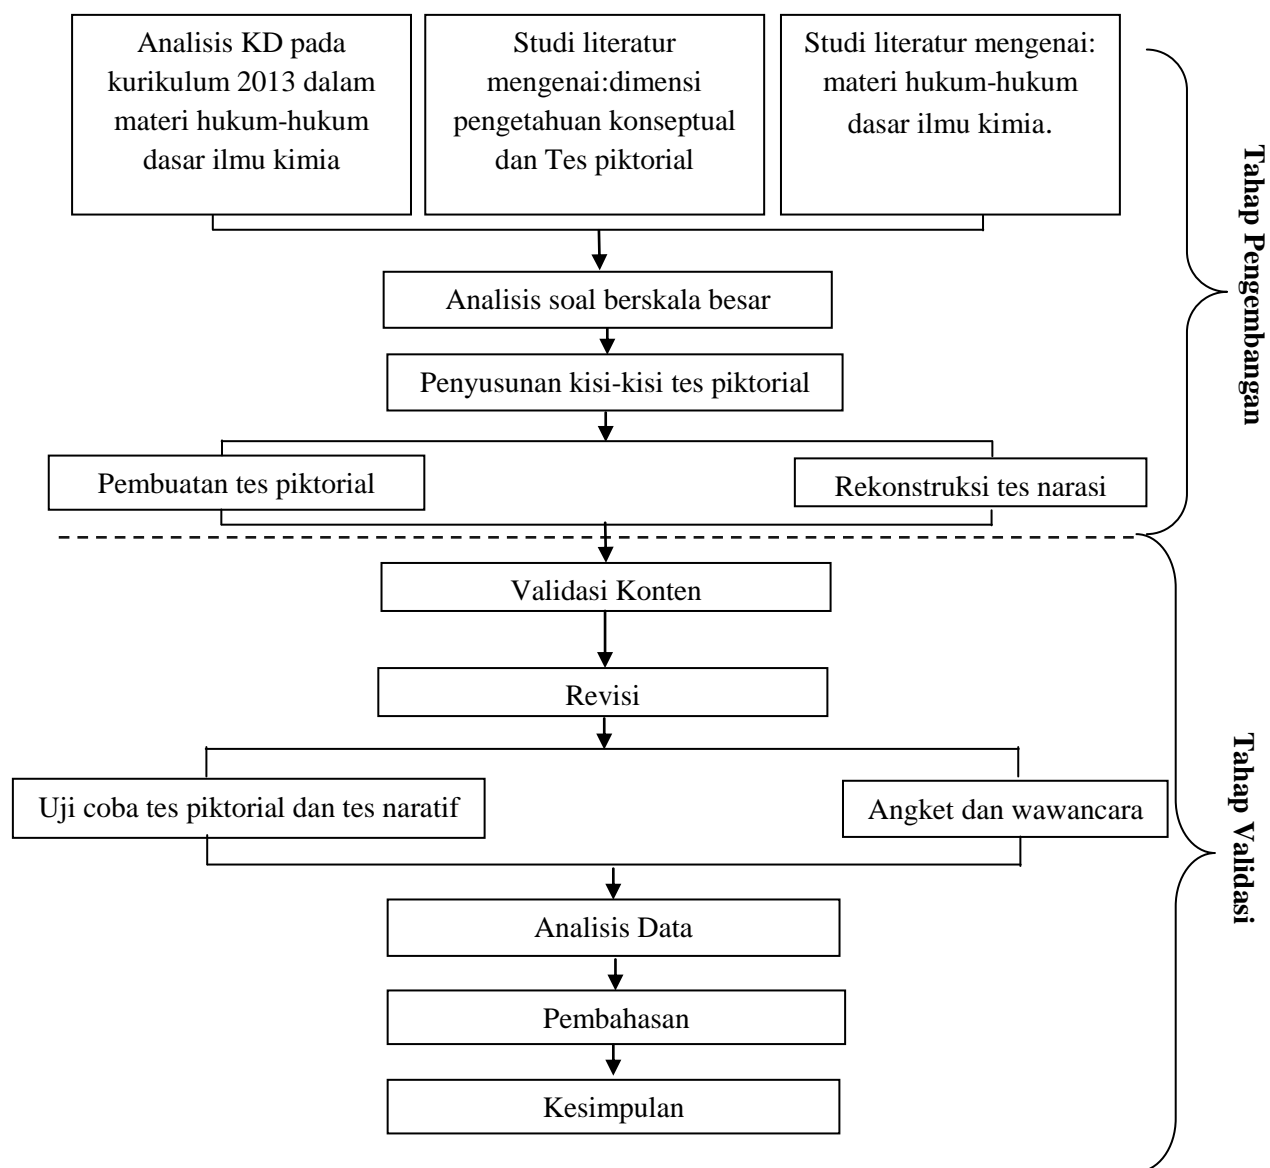 Analisis KD pada
kurikulum 2013 dalam
materi hukum-hukum
dasar ilmu kimia
Studi literatur
mengenai:dimensi
pengetahuan konseptual
dan Tes piktorial
Studi literatur mengenai:
materi hukum-hukum
dasar ilmu kimia.
Tahap Pengembangan
Analisis soal berskala besar
Penyusunan kisi-kisi tes piktorial
Pembuatan tes piktorial
Rekonstruksi tes narasi
Validasi Konten
Revisi
Uji coba tes piktorial dan tes naratif
Angket dan wawancara
Tahap Validasi
Analisis Data
Pembahasan
Kesimpulan